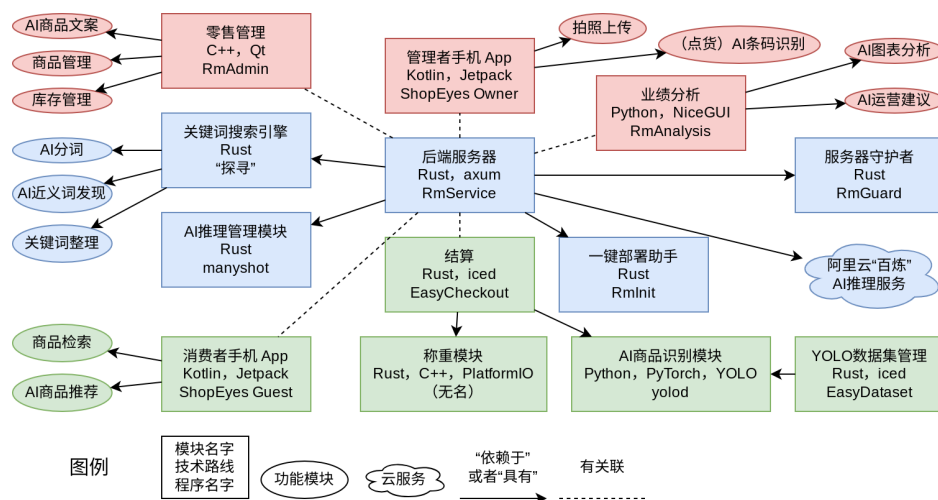 AI商品文案
商品管理
库存管理
零售管理
C++，Qt
RmAdmin
管理者手机 App
Kotlin，Jetpack
ShopEyes Owner
拍照上传
（点货）AI条码识别
业绩分析
Python，NiceGUI
RmAnalysis
AI图表分析
AI运营建议
AI分词
AI近义词发现
关键词整理
关键词搜索引擎
Rust
“探寻”
后端服务器
Rust，axum
RmService
服务器守护者
Rust
RmGuard
AI推理管理模块
Rust
manyshot
结算
Rust，iced
EasyCheckout
一键部署助手
Rust
RmInit
阿里云“百炼”
AI推理服务
商品检索
AI商品推荐
消费者手机 App
Kotlin，Jetpack
ShopEyes Guest
称重模块
Rust，C++，PlatformIO
（无名）
AI商品识别模块
Python，PyTorch，YOLO
yolod
YOLO数据集管理
Rust，iced
EasyDataset
图例
模块名字
技术路线
程序名字
功能模块
云服务
“依赖于”
或者“具有”
有关联